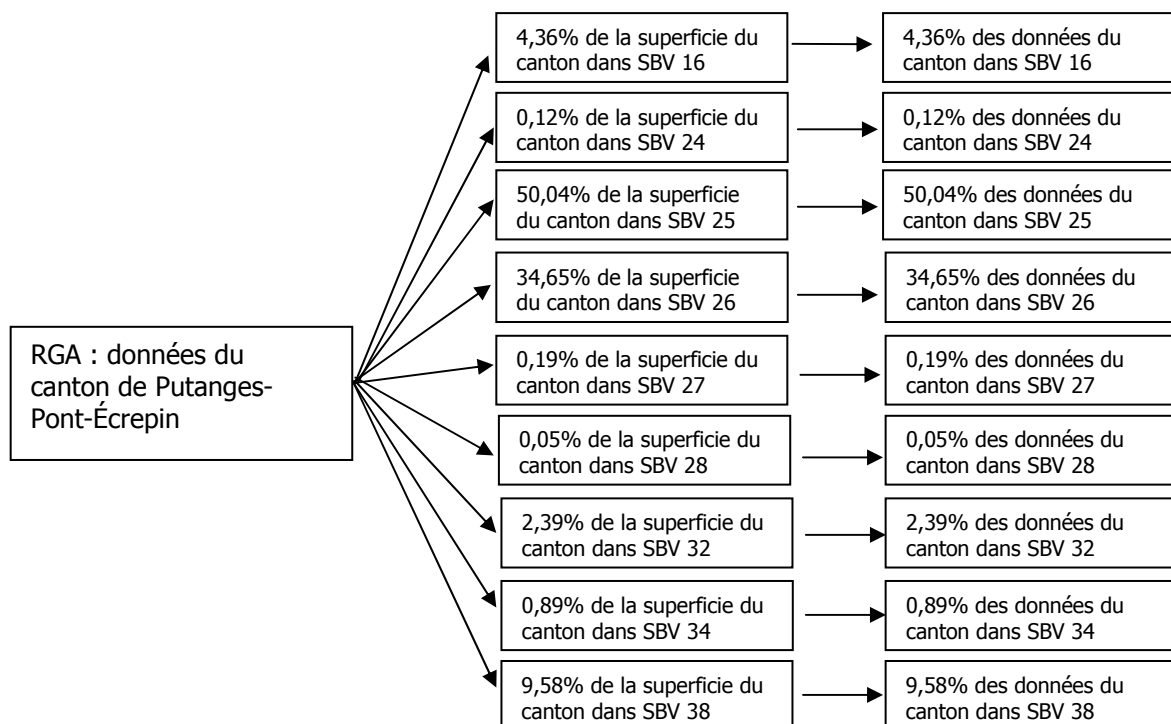 4,36% de la superficie du
canton dans SBV 16
4,36% des données du
canton dans SBV 16
0,12% de la superficie du
canton dans SBV 24
0,12% des données du
canton dans SBV 24
50,04% de la superficie
du canton dans SBV 25
50,04% des données du
canton dans SBV 25
34,65% de la superficie
du canton dans SBV 26
34,65% des données du
canton dans SBV 26
RGA : données du
canton de Putanges-
Pont-Écrepin
0,19% de la superficie du
canton dans SBV 27
0,19% des données du
canton dans SBV 27
0,05% de la superficie du
canton dans SBV 28
0,05% des données du
canton dans SBV 28
2,39% de la superficie du
canton dans SBV 32
2,39% des données du
canton dans SBV 32
0,89% de la superficie du
canton dans SBV 34
0,89% des données du
canton dans SBV 34
9,58% de la superficie du
canton dans SBV 38
9,58% des données du
canton dans SBV 38